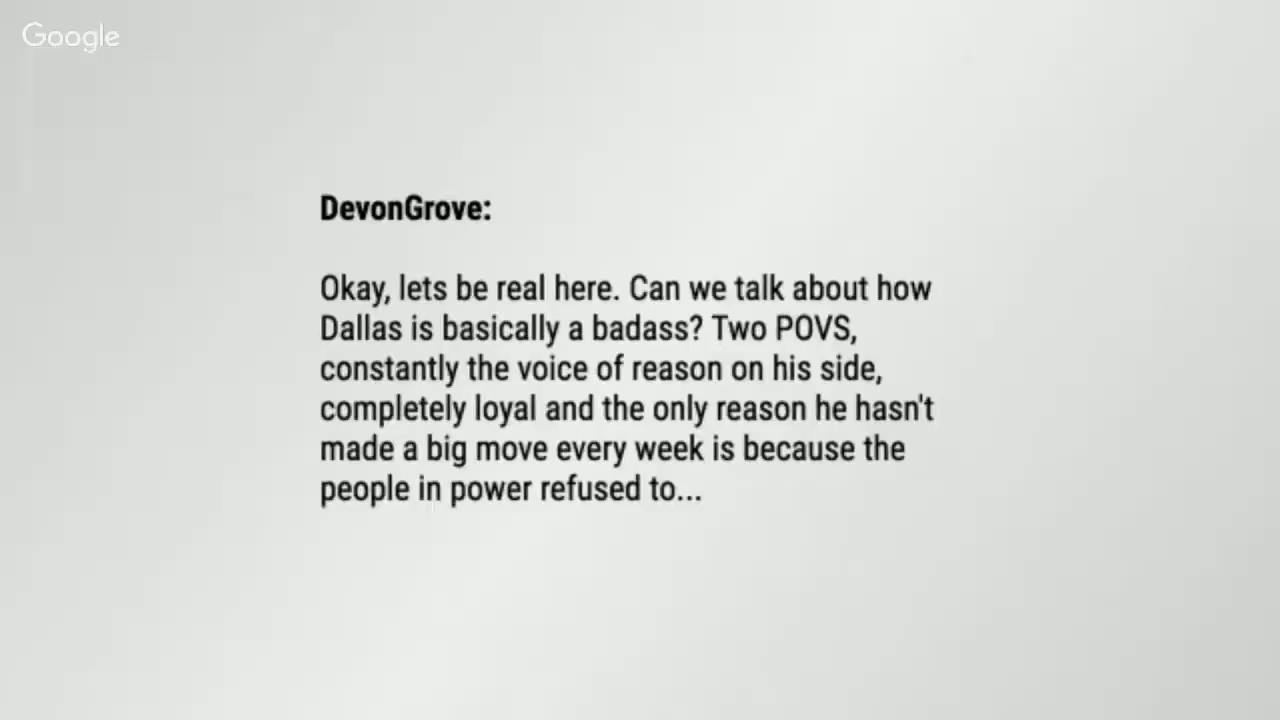 Google
DevonGrove:
Okay, lets be real here. Can we talk about how
Dallas is basically a badass? Two POVS,
constantly the voice of reason on his side,
completely loyal and the only reason he hasn't
made a big move every week is because the
people in power refused to...